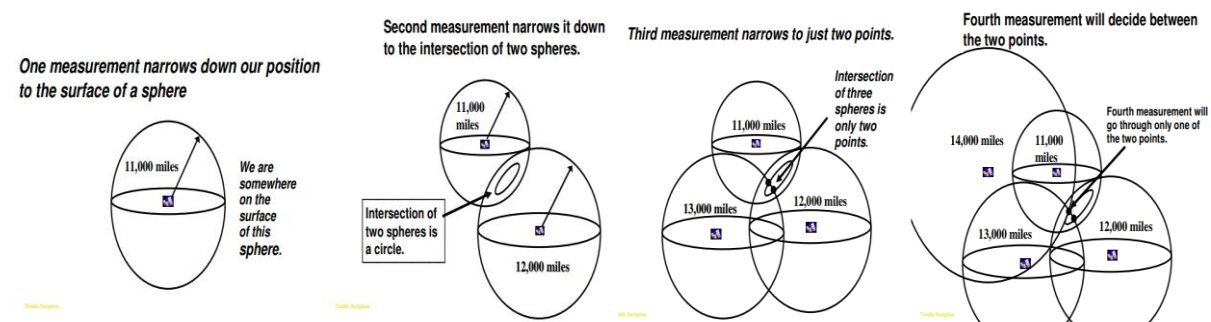 One measurement narrows down our position
to the surface of a sphere
11,000 miles
We are
somewhere
on the
surface
of this
sphere.
Second measurement narrows it down
to the intersection of two spheres.
11,000
miles
Intersection of
two spheres is
a circle.
12,000 miles
Third measurement narrows to just two points.
Intersection
of three
spheres is
only two
points.
11,000 miles
13,000 miles
12,000 miles
Fourth measurement will decide between
the two points.
Fourth measurement will
go through only one of
the two points.
14,000 miles
11,000
miles
13,000 miles
12,000 miles